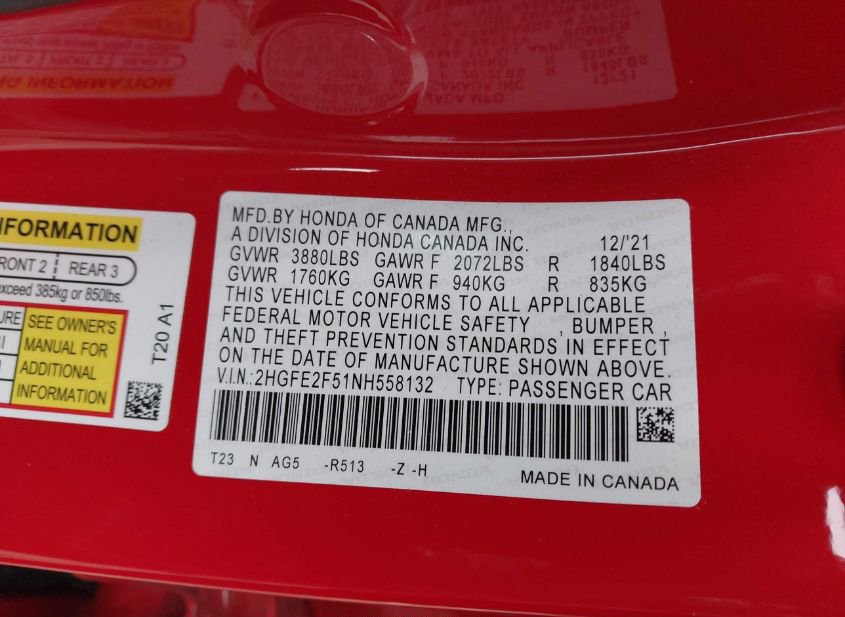 NFORMATION
RONT 2 REAR 3
xceed 385kg or 850lbs.
URE
SEE OWNER'S
MANUAL FOR
ADDITIONAL
INFORMATION
T20 A1
MFD.BY HONDA OF CANADA MFG.,
A DIVISION OF HONDA CANADA INC. 12/'21
GVWR 3880LBS GAWR F 2072LBS R 1840LBS
GVWR 1760KG GAWR F 940KG R 835KG
THIS VEHICLE CONFORMS TO ALL APPLICABLE
FEDERAL MOTOR VEHICLE SAFETY , BUMPER ,
AND THEFT PREVENTION STANDARDS IN EFFECT
ON THE DATE OF MANUFACTURE SHOWN ABOVE.
V.I.N.:2HGFE2F51NH558132 TYPE: PASSENGER CAR
T23 N AG5 -R513 -Z -H
MADE IN CANADA